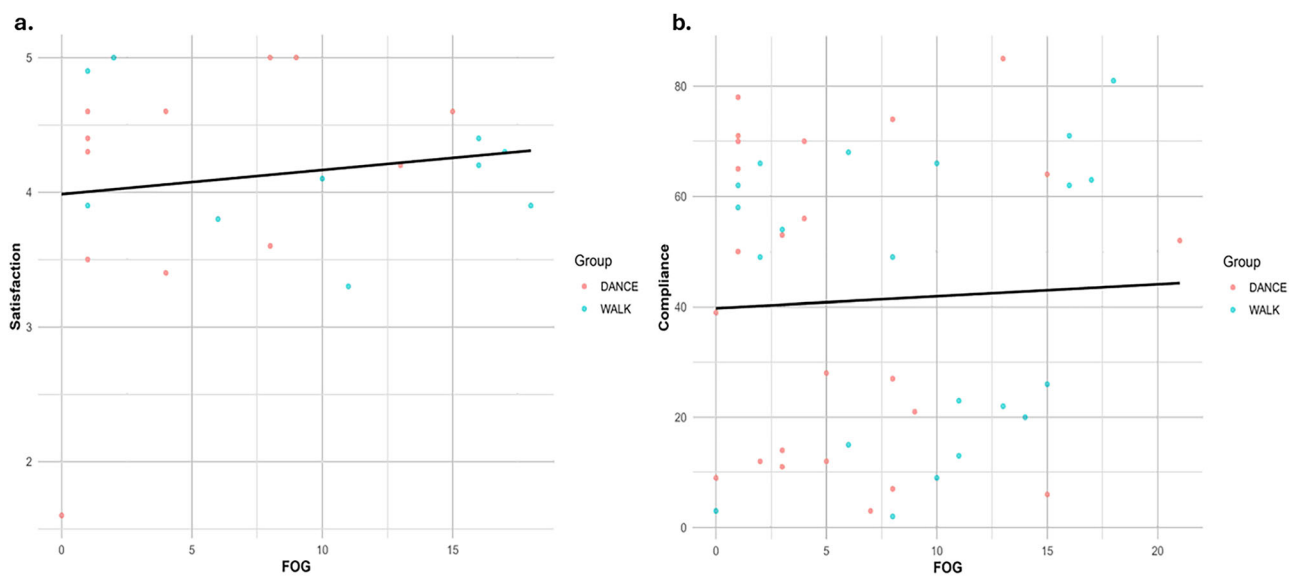 a.
5
4
3
2
Satisfaction
0 5 10 15
FOG
Group
DANCE
WALK
b.
80
60
40
20
0
Compliance
0 5 10 15 20
FOG
Group
DANCE
WALK